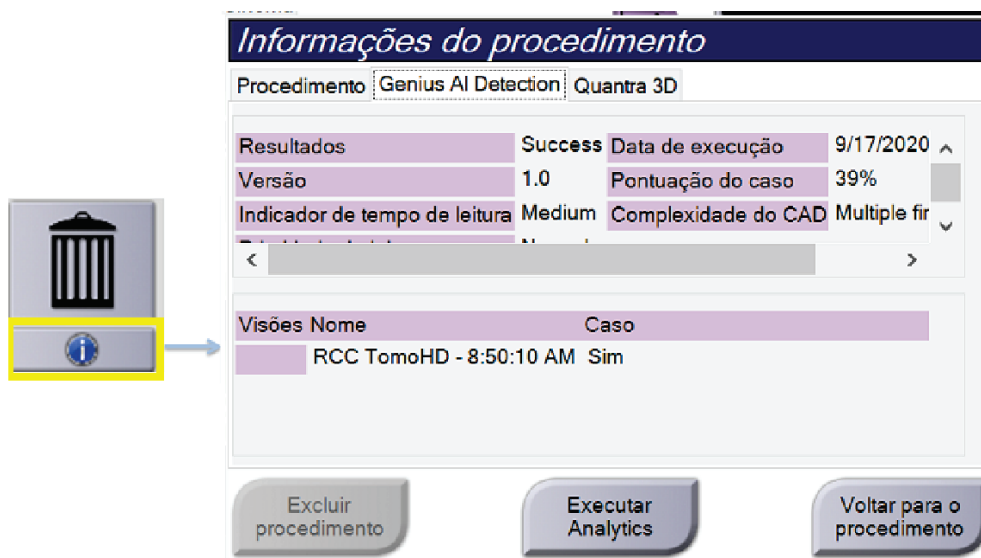 Informações do procedimento
Procedimento Genius AI Detection Quantra 3D
Resultados Success Data de execução 9/17/2020
Versão 1.0 Pontuação do caso 39%
Indicador de tempo de leitura Medium Complexidade do CAD Multiple fir
Visões Nome Caso
RCC TomoHD - 8:50:10 AM Sim
Excluir procedimento
Executar Analytics
Voltar para o procedimento